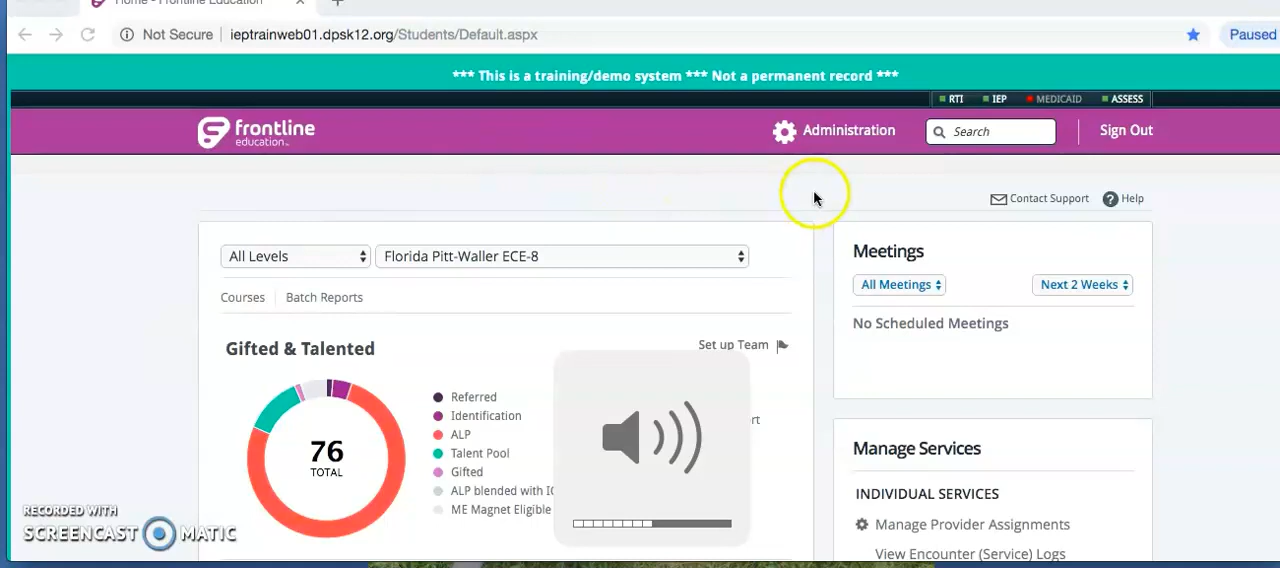 Home - Frontline Education
Not Secure | ieptrainweb01.dpsk12.org/Students/Default.aspx
Paused
*** This is a training/demo system *** Not a permanent record ***
RTI IEP MEDICAID ASSESS
frontline
education
Administration
Search
Sign Out
Contact Support
Help
All Levels
Florida Pitt-Waller ECE-8
Courses
Batch Reports
Gifted & Talented
Set up Team
76
TOTAL
Referred
Identification
ALP
Talent Pool
Gifted
ALP blended with
ME Magnet Eligible
Meetings
All Meetings
Next 2 Weeks
No Scheduled Meetings
Manage Services
INDIVIDUAL SERVICES
Manage Provider Assignments
View Encounter (Service) Logs
RECORDED WITH
SCREENCAST MATIC